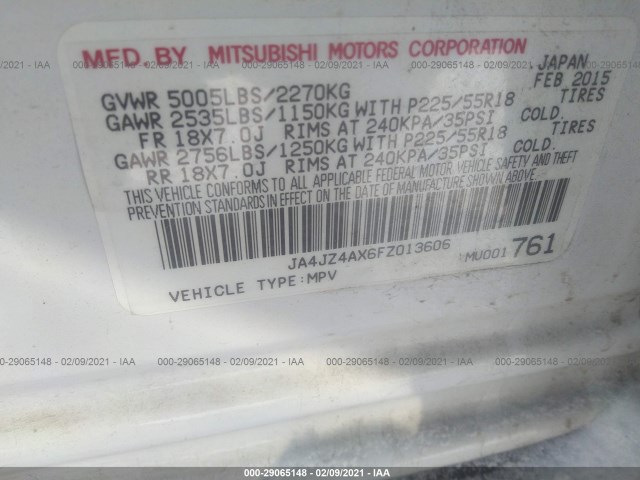 MFD BY MITSUBISHI MOTORS CORPORATION
JAPAN
FEB 2015
GVWR 5005LBS/2270KG
GAWR 2535LBS/1150KG WITH P225/55R18 TIRES
FR 18X7.0J RIMS AT 240KPA/35PSI COLD.
GAWR 2756LBS/1250KG WITH P225/55R18 TIRES
RR 18X7.0J RIMS AT 240KPA/35PSI COLD.
THIS VEHICLE CONFORMS TO ALL APPLICABLE FEDERAL MOTOR VEHICLE SAFETY AND THEFT
PREVENTION STANDARDS IN EFFECT ON THE DATE OF MANUFACTURE SHOWN ABOVE.
JA4JZ4AX6FZ013606
MU001 761
VEHICLE TYPE:MPV
000-29065148 - 02/09/2021 - IAA